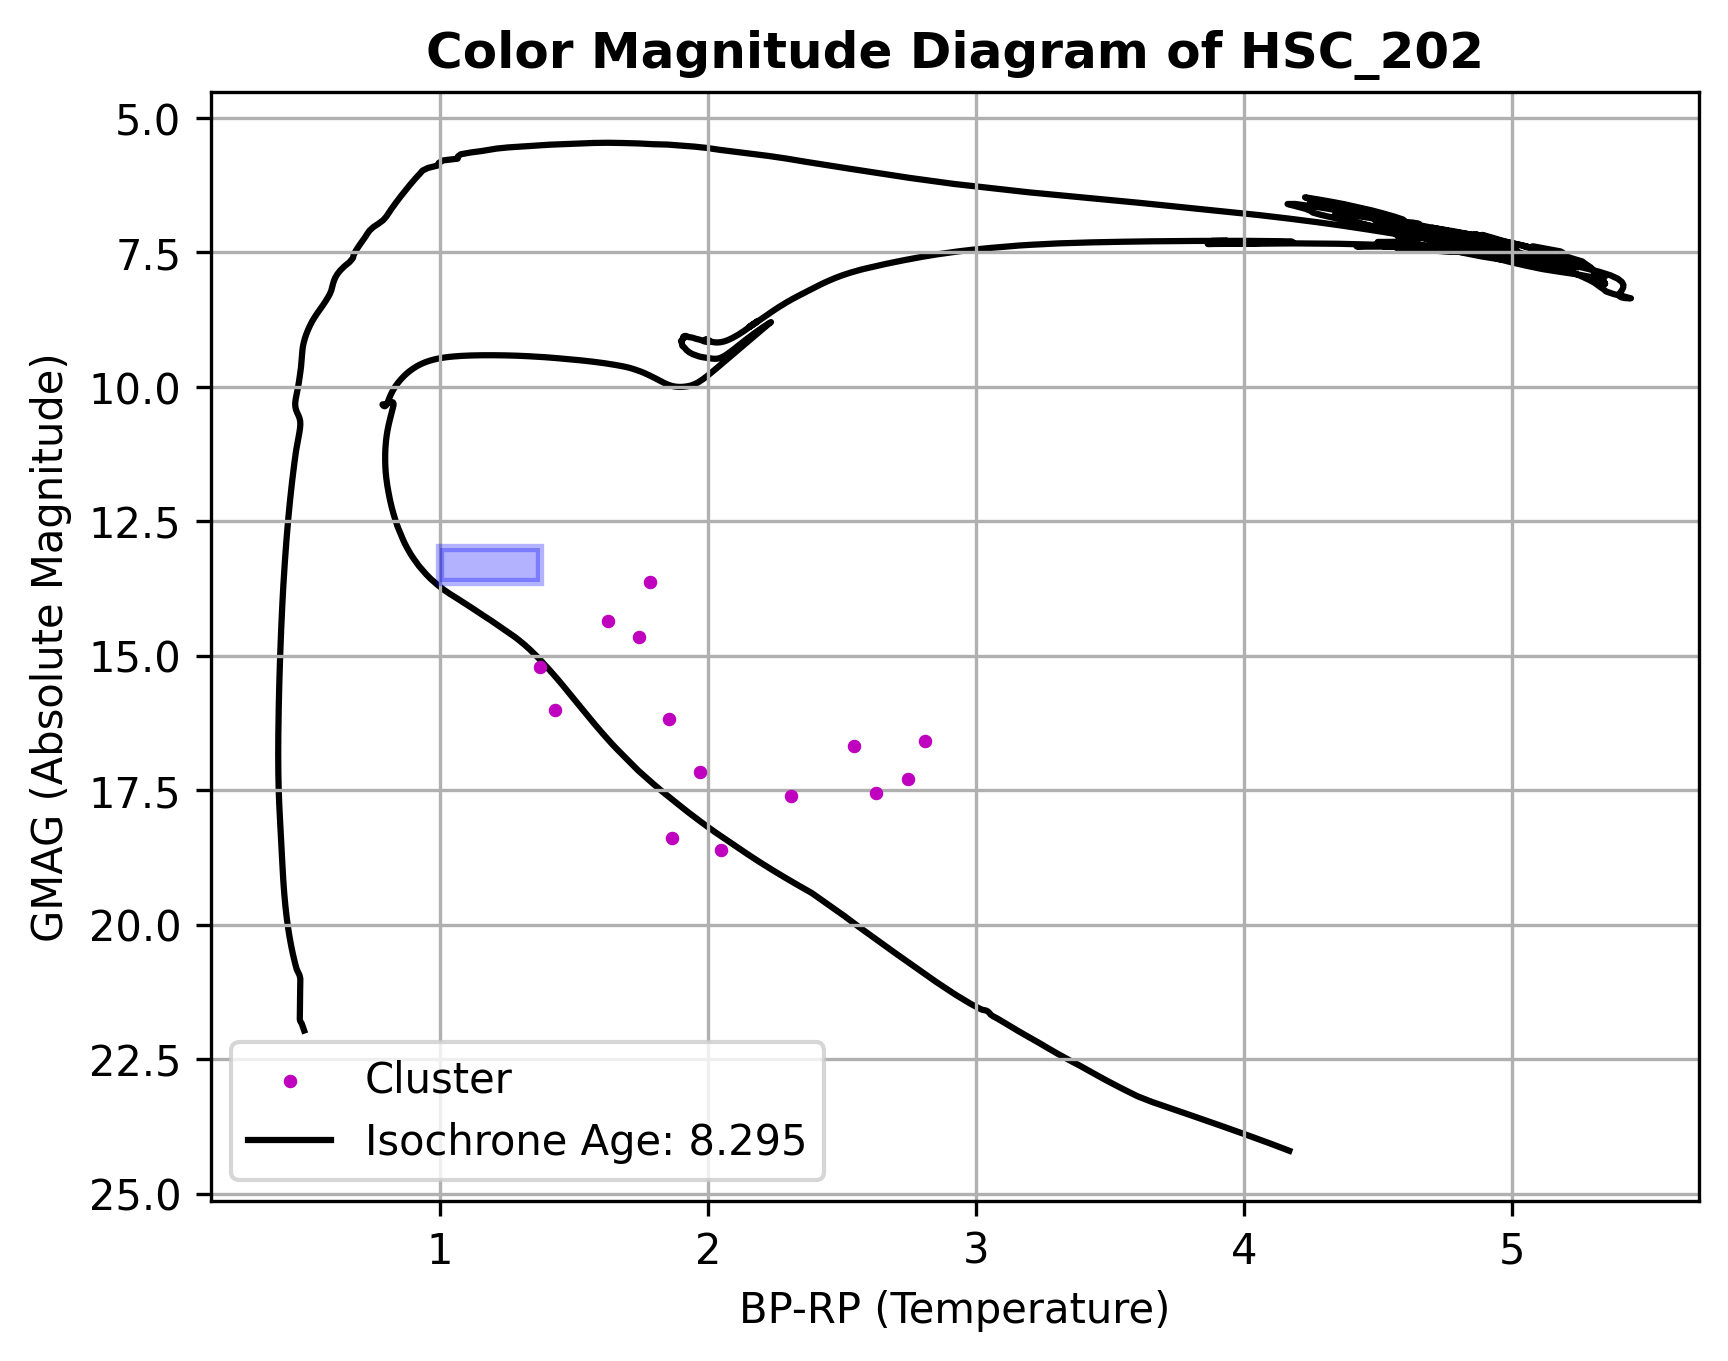 Color Magnitude Diagram of HSC_202
GMAG (Absolute Magnitude)
5.0
7.5
10.0
12.5
15.0
17.5
20.0
22.5
25.0
Cluster
Isochrone Age: 8.295
1 2 3 4 5
BP-RP (Temperature)